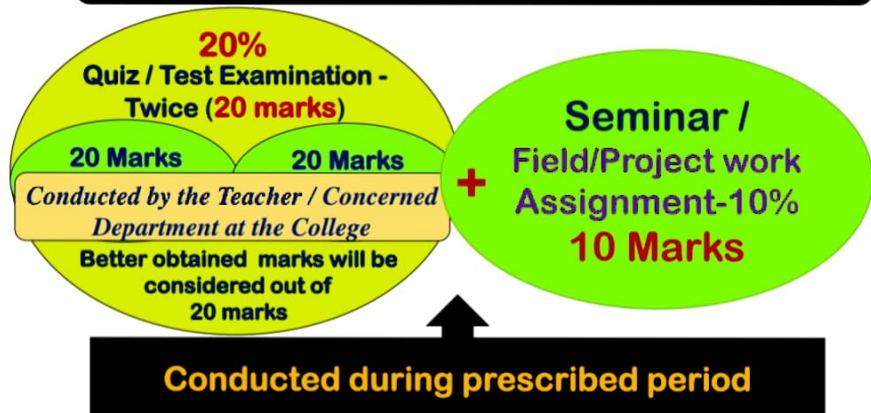 20%
Quiz / Test Examination -
Twice (20 marks)
20 Marks
20 Marks
Conducted by the Teacher / Concerned
Department at the College
Better obtained marks will be
considered out of
20 marks
+
Seminar /
Field/Project work
Assignment-10%
10 Marks
Conducted during prescribed period